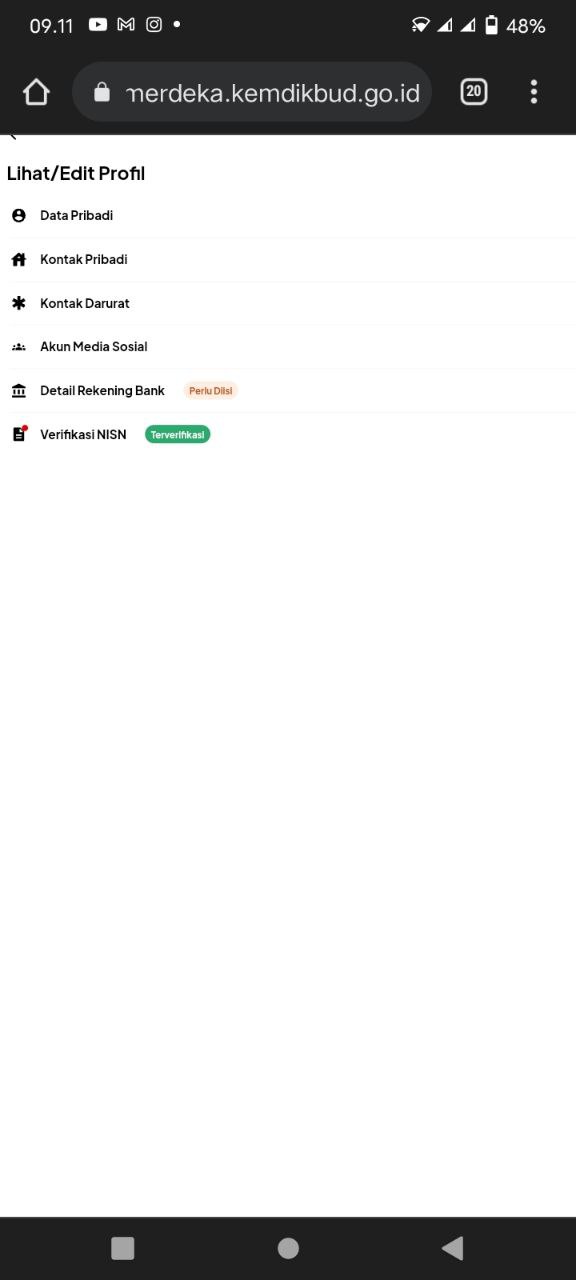 09.11 48%
merdeka.kemdikbud.go.id 20
Lihat/Edit Profil
Data Pribadi
Kontak Pribadi
Kontak Darurat
Akun Media Sosial
Detail Rekening Bank Perlu Diisi
Verifikasi NISN Terverifikasi